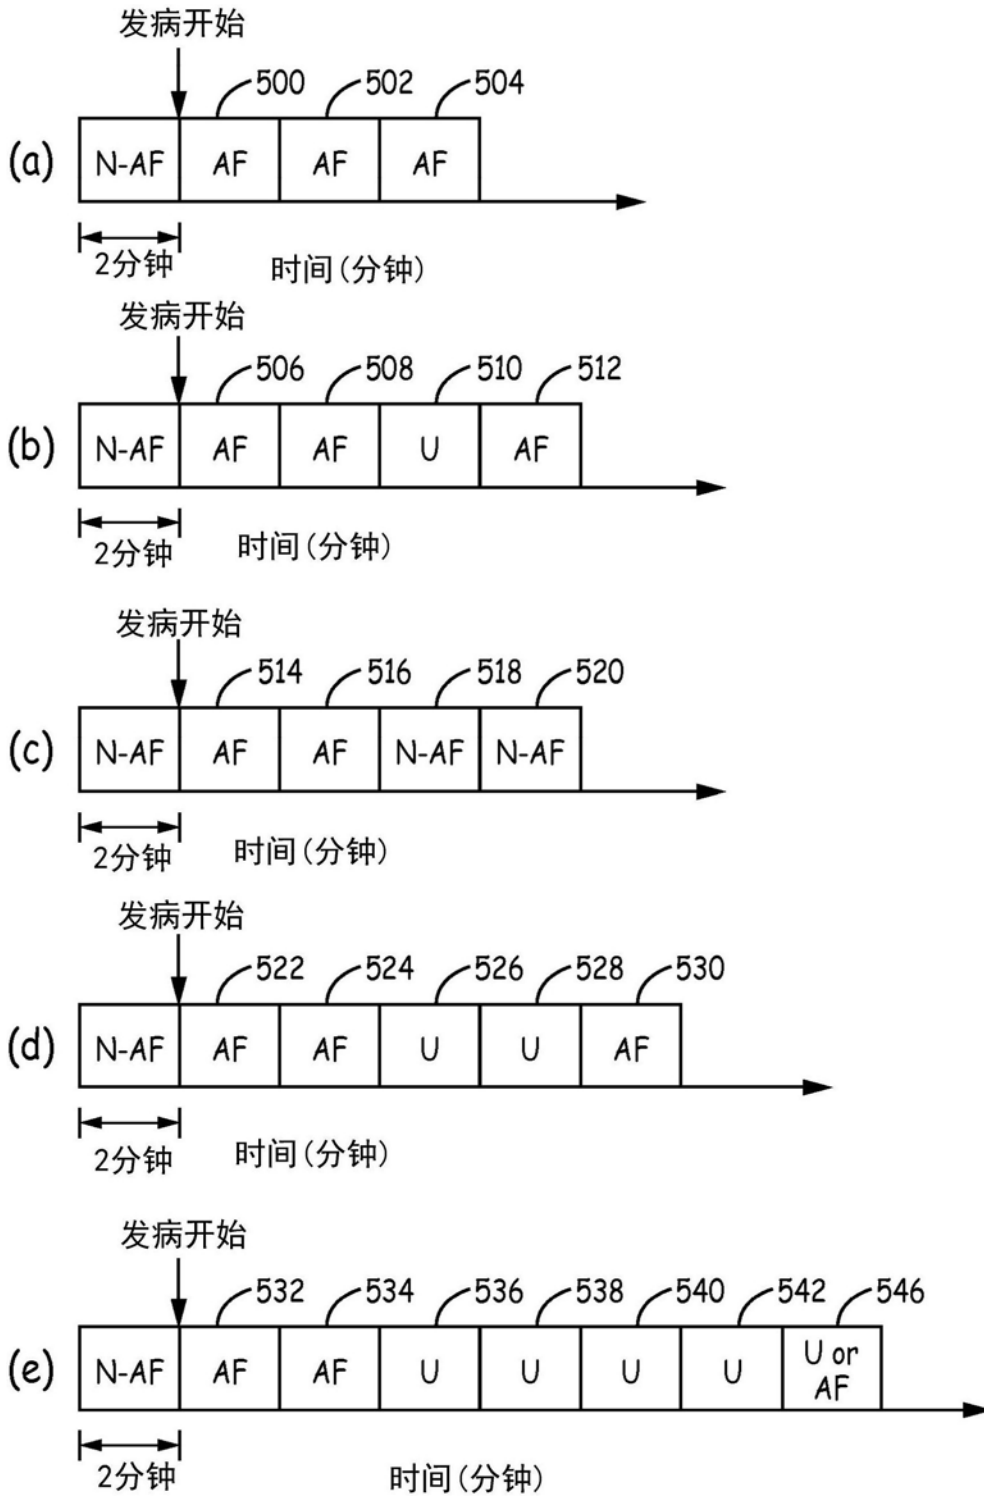 发病开始
500 502 504
(a) N-AF AF AF AF
2分钟 时间(分钟)
发病开始
506 508 510 512
(b) N-AF AF AF U AF
2分钟 时间(分钟)
发病开始
514 516 518 520
(c) N-AF AF AF N-AF N-AF
2分钟 时间(分钟)
发病开始
522 524 526 528 530
(d) N-AF AF AF U U AF
2分钟 时间(分钟)
发病开始
532 534 536 538 540 542 546
(e) N-AF AF AF U U U U U or
AF
2分钟 时间(分钟)